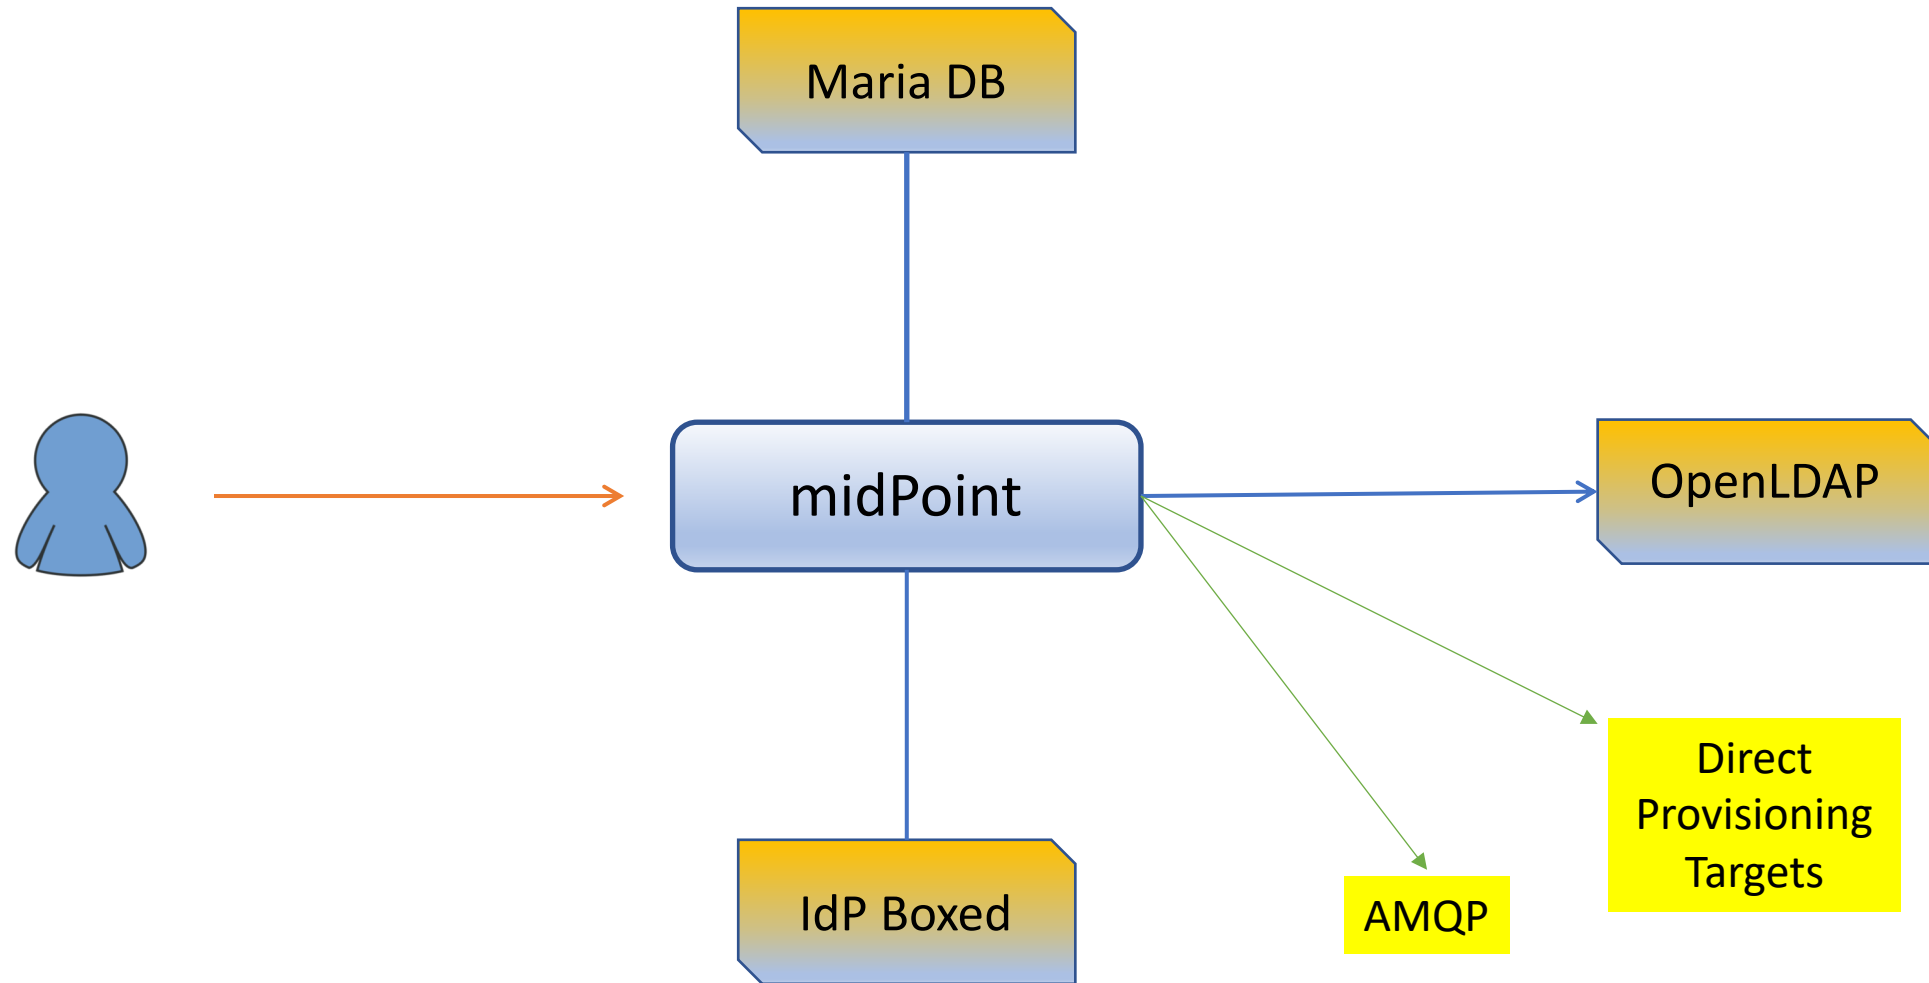 Maria DB
midPoint
OpenLDAP
Direct
Provisioning
Targets
IdP Boxed
AMQP